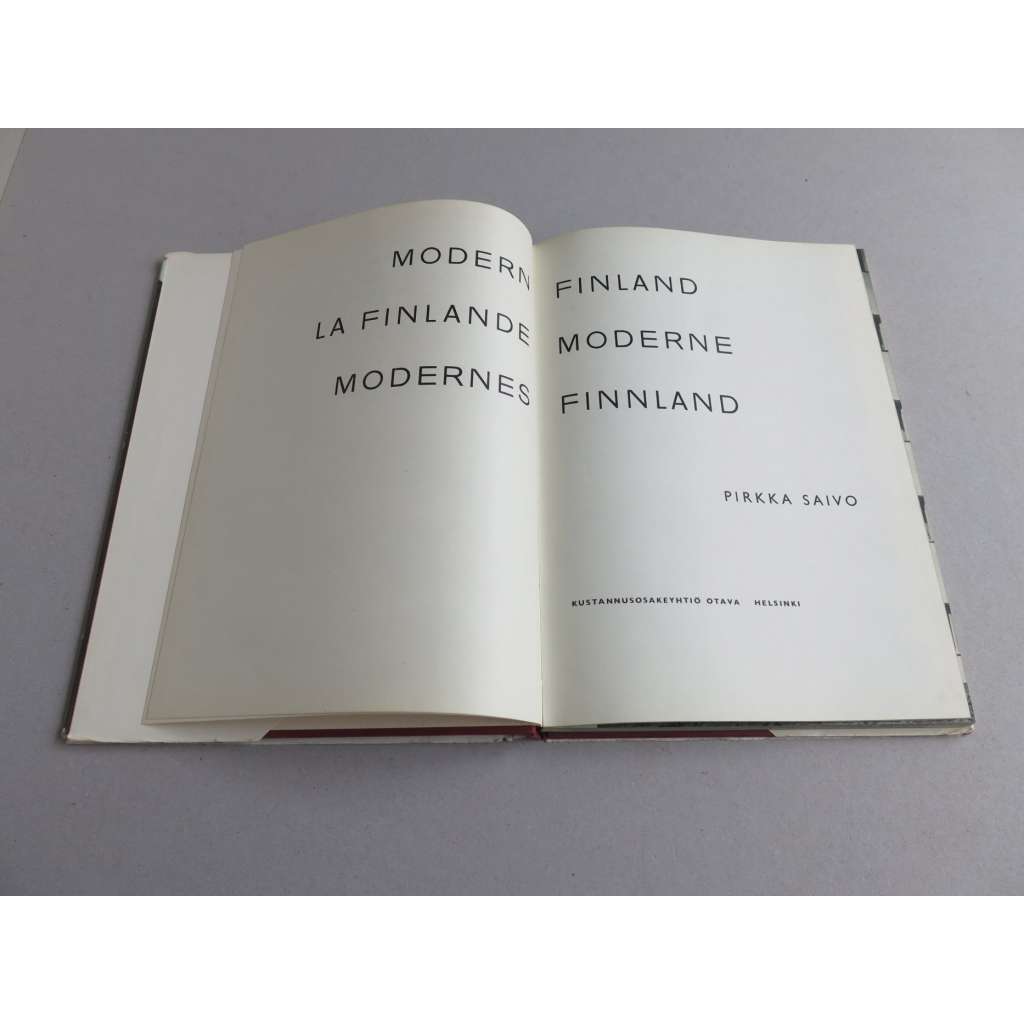 MODERN FINLAND
LA FINLANDE MODERNE
MODERNES FINNLAND
PIRKKA SAIVO
KUSTANNUSOSAKEYHTIÖ OTAVA HELSINKI